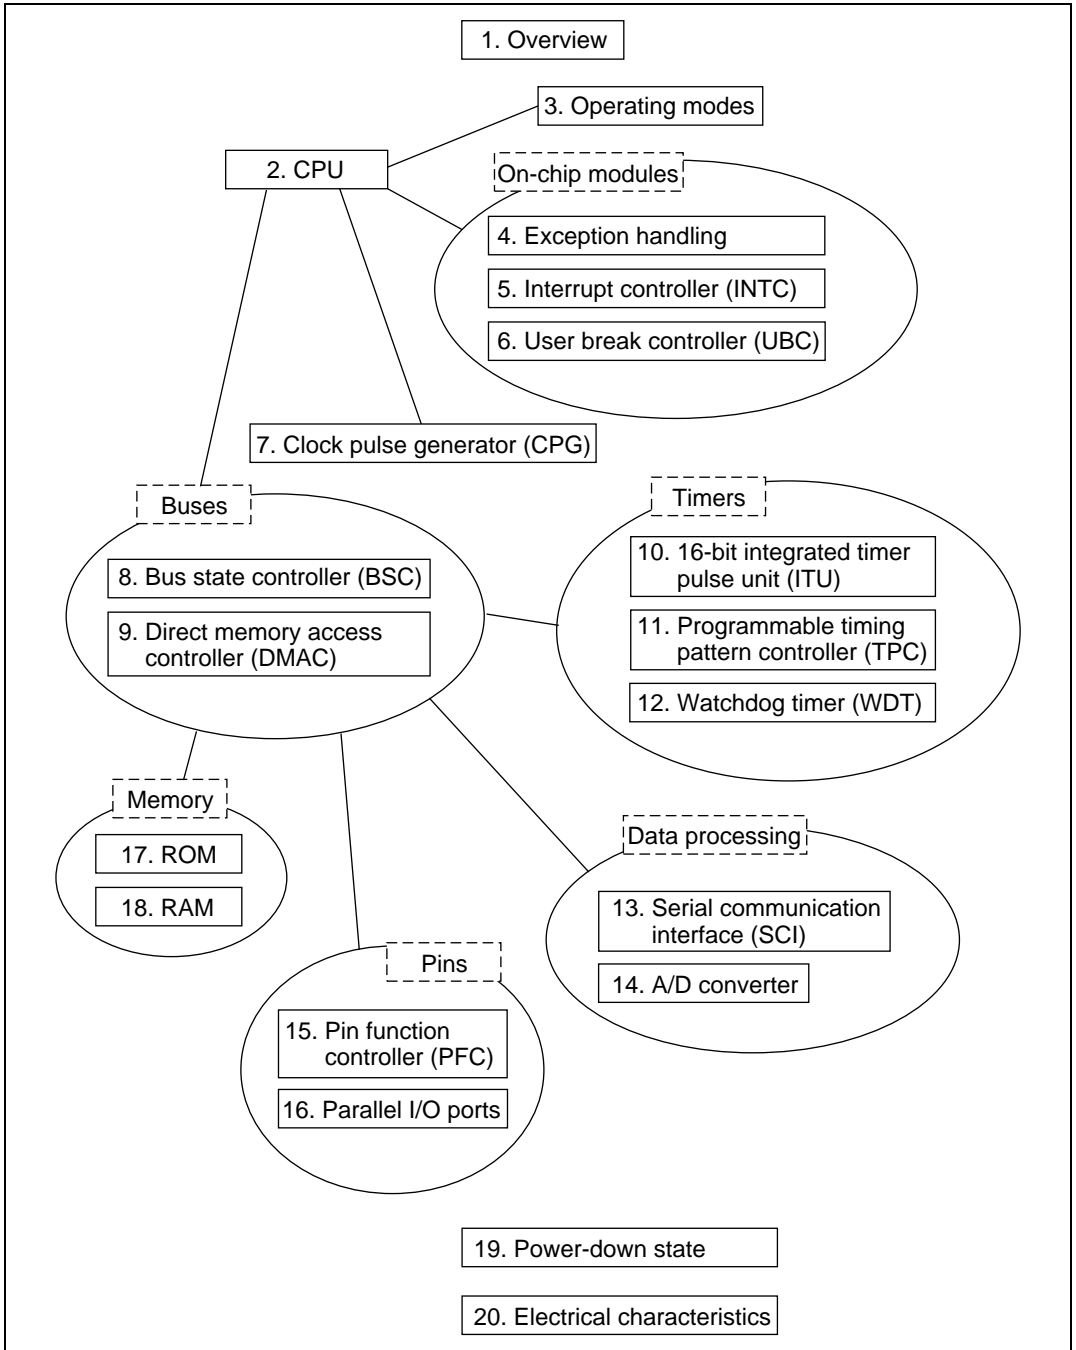 1. Overview
3. Operating modes
2. CPU
On-chip modules
4. Exception handling
5. Interrupt controller (INTC)
6. User break controller (UBC)
7. Clock pulse generator (CPG)
Buses
8. Bus state controller (BSC)
9. Direct memory access
controller (DMAC)
Timers
10. 16-bit integrated timer
pulse unit (ITU)
11. Programmable timing
pattern controller (TPC)
12. Watchdog timer (WDT)
Memory
17. ROM
18. RAM
Data processing
13. Serial communication
interface (SCI)
14. A/D converter
Pins
15. Pin function
controller (PFC)
16. Parallel I/O ports
19. Power-down state
20. Electrical characteristics